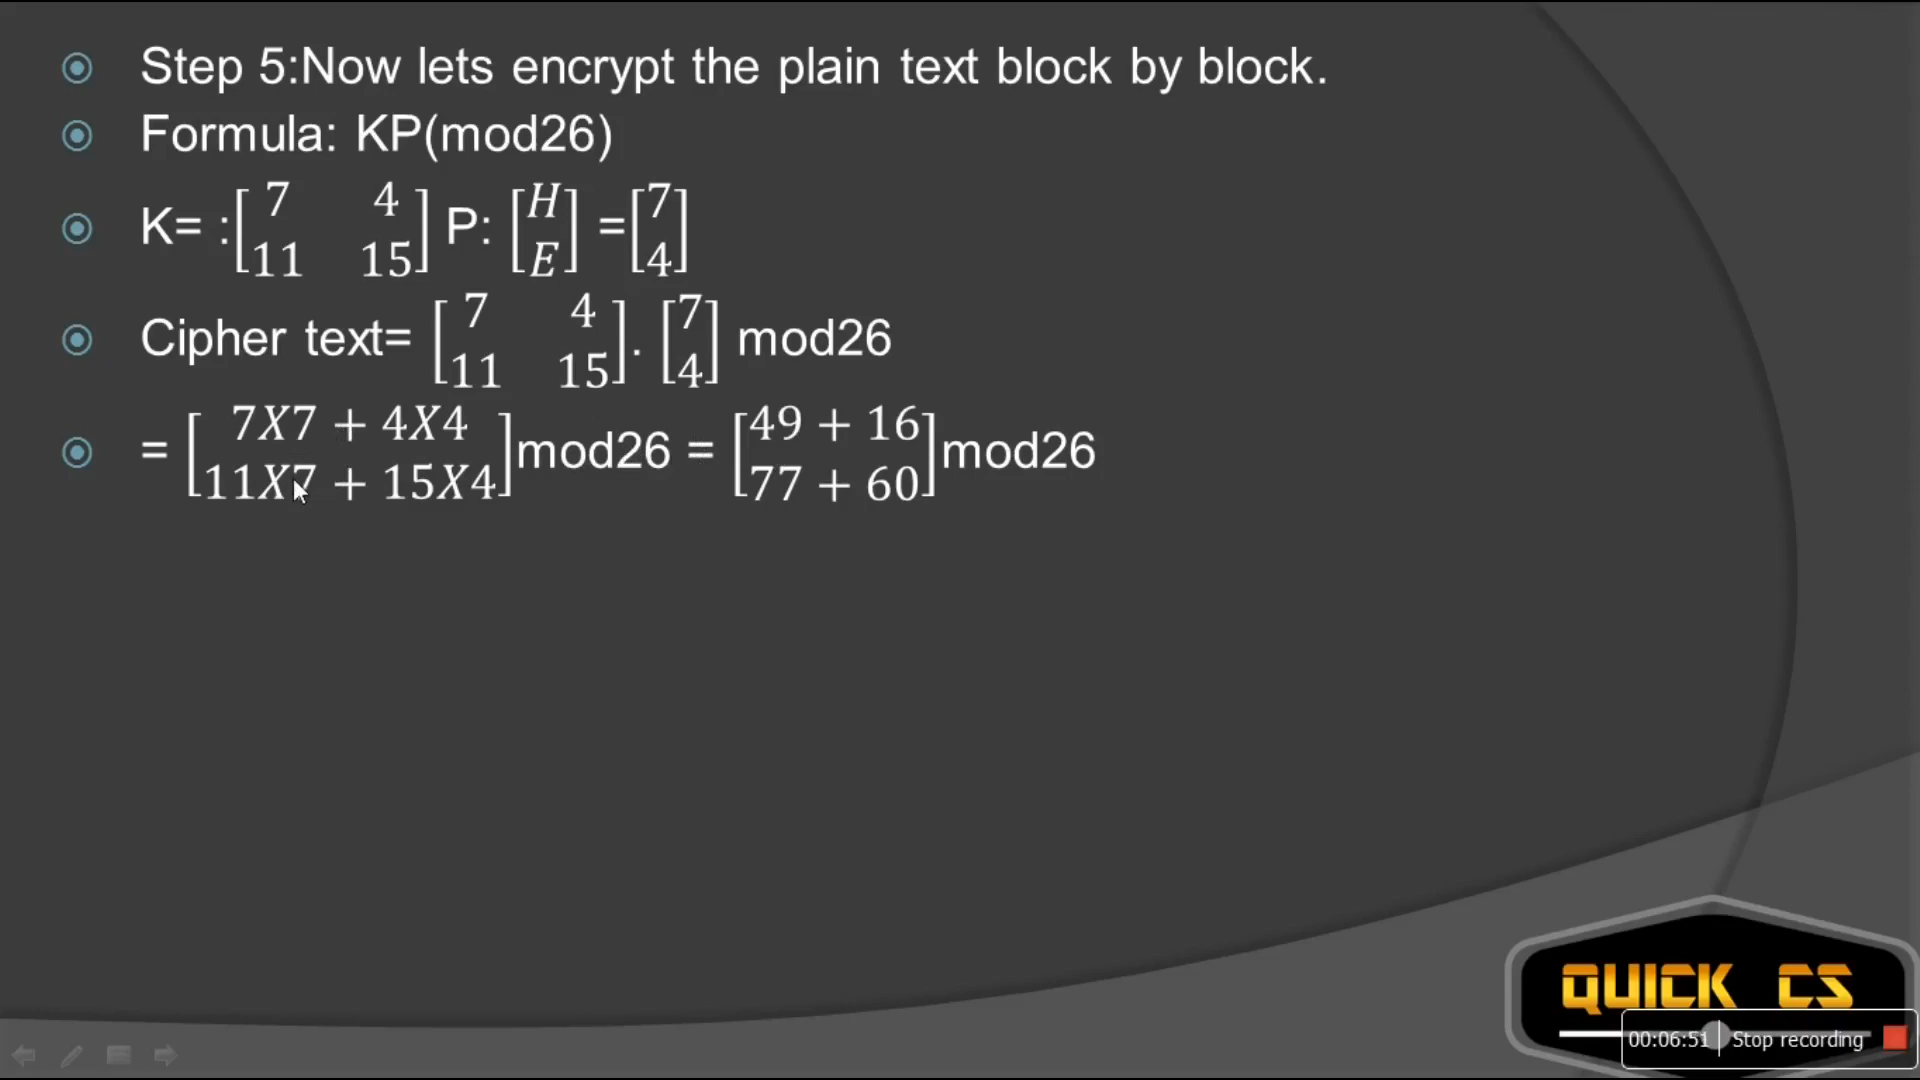 Step 5:Now lets encrypt the plain text block by block.
Formula: KP(mod26)
K= :[7 4; 11 15] P: [H; E] =[7; 4]
Cipher text= [7 4; 11 15]. [7; 4] mod26
= [7X7 + 4X4; 11X7 + 15X4]mod26 = [49 + 16; 77 + 60]mod26
QUICK CS
00:06:51 Stop recording